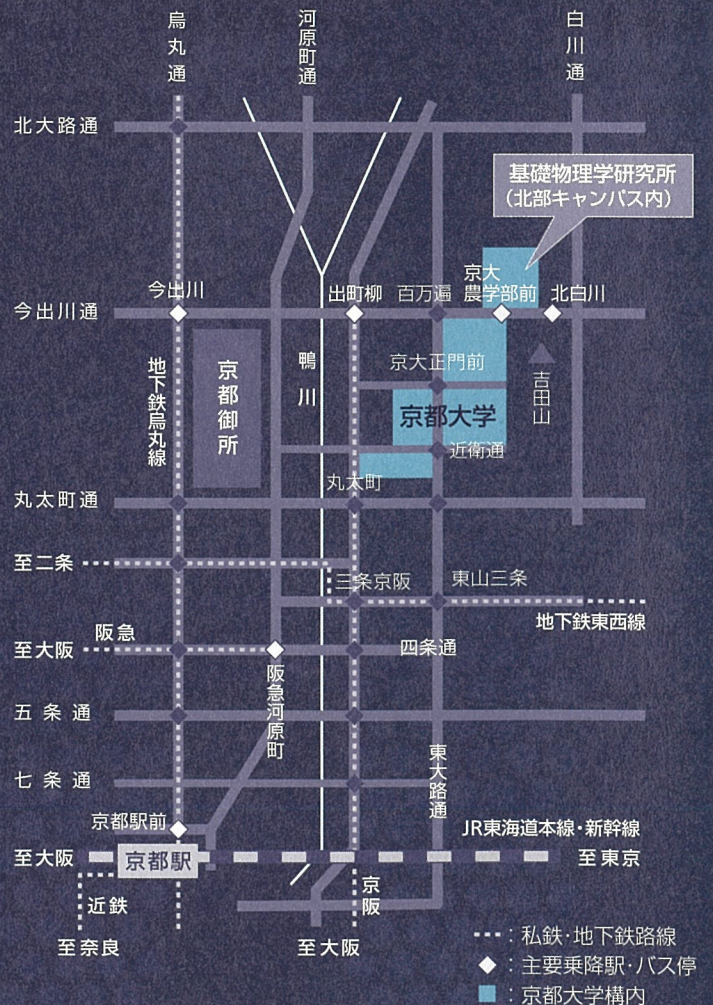 烏丸通
河原町通
白川通
北大路通
基礎物理学研究所
(北部キャンパス内)
京大
農学部前
今出川
出町柳
百万遍
北白川
今出川通
京大正門前
地下鉄烏丸線
京都御所
鴨川
吉田山
京都大学
近衛通
丸太町
丸太町通
至二条
三条京阪
東山三条
地下鉄東西線
阪急
至大阪
四条通
阪急河原町
五条通
東大路通
七条通
京都駅前
JR東海道本線・新幹線
至大阪
京都駅
至東京
京阪
近鉄
至奈良
至大阪
：私鉄・地下鉄路線
：主要乗降駅・バス停
：京都大学構内